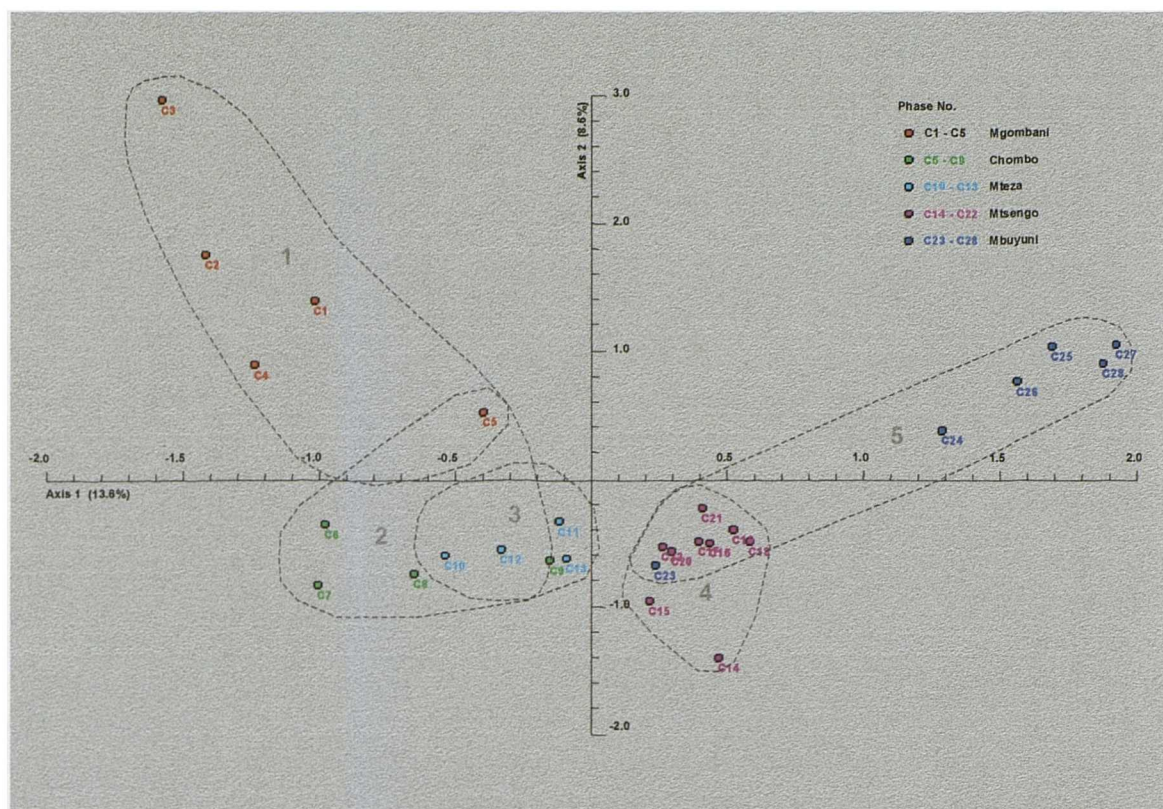 3.0
Axis 2 (8.6%)
Phase No.
C1 - C5 Mgombani
C5 - C9 Chombo
C10 - C13 Mteza
C14 - C22 Mtsengo
C23 - C28 Mbuyuni
C3
2.0
C2
1
C1
1.0
C25
C27
C4
C28
C26
C5
5
C24
-2.0
-1.5
-1.0
-0.5
0.5
1.0
1.5
2.0
Axis 1 (13.6%)
C6
2
3
C11
C21
C10
C12
C9
C13
C20
C16
C8
C23
C7
C15
4
-1.0
C14
-2.0